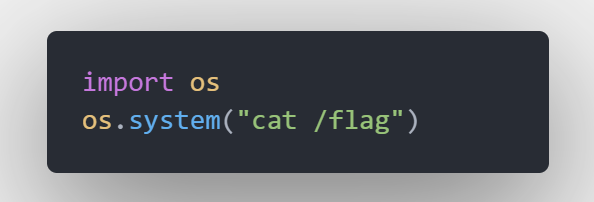 import os
os.system("cat /flag")